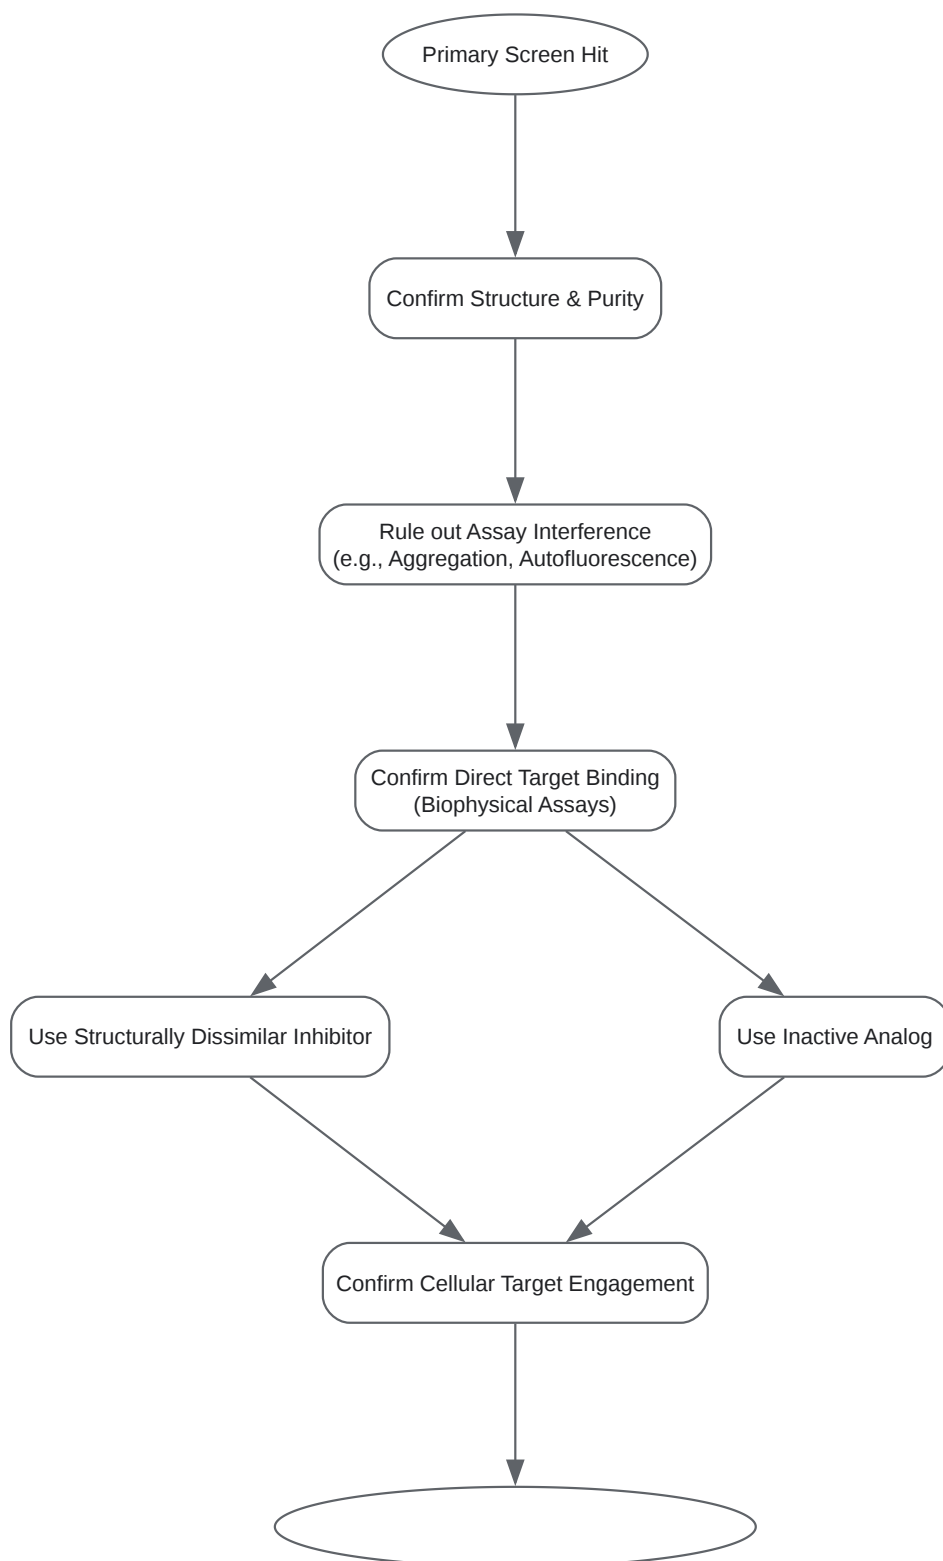 Primary Screen Hit
Confirm Structure & Purity
Rule out Assay Interference
(e.g., Aggregation, Autofluorescence)
Confirm Direct Target Binding
(Biophysical Assays)
Use Structurally Dissimilar Inhibitor
Use Inactive Analog
Confirm Cellular Target Engagement